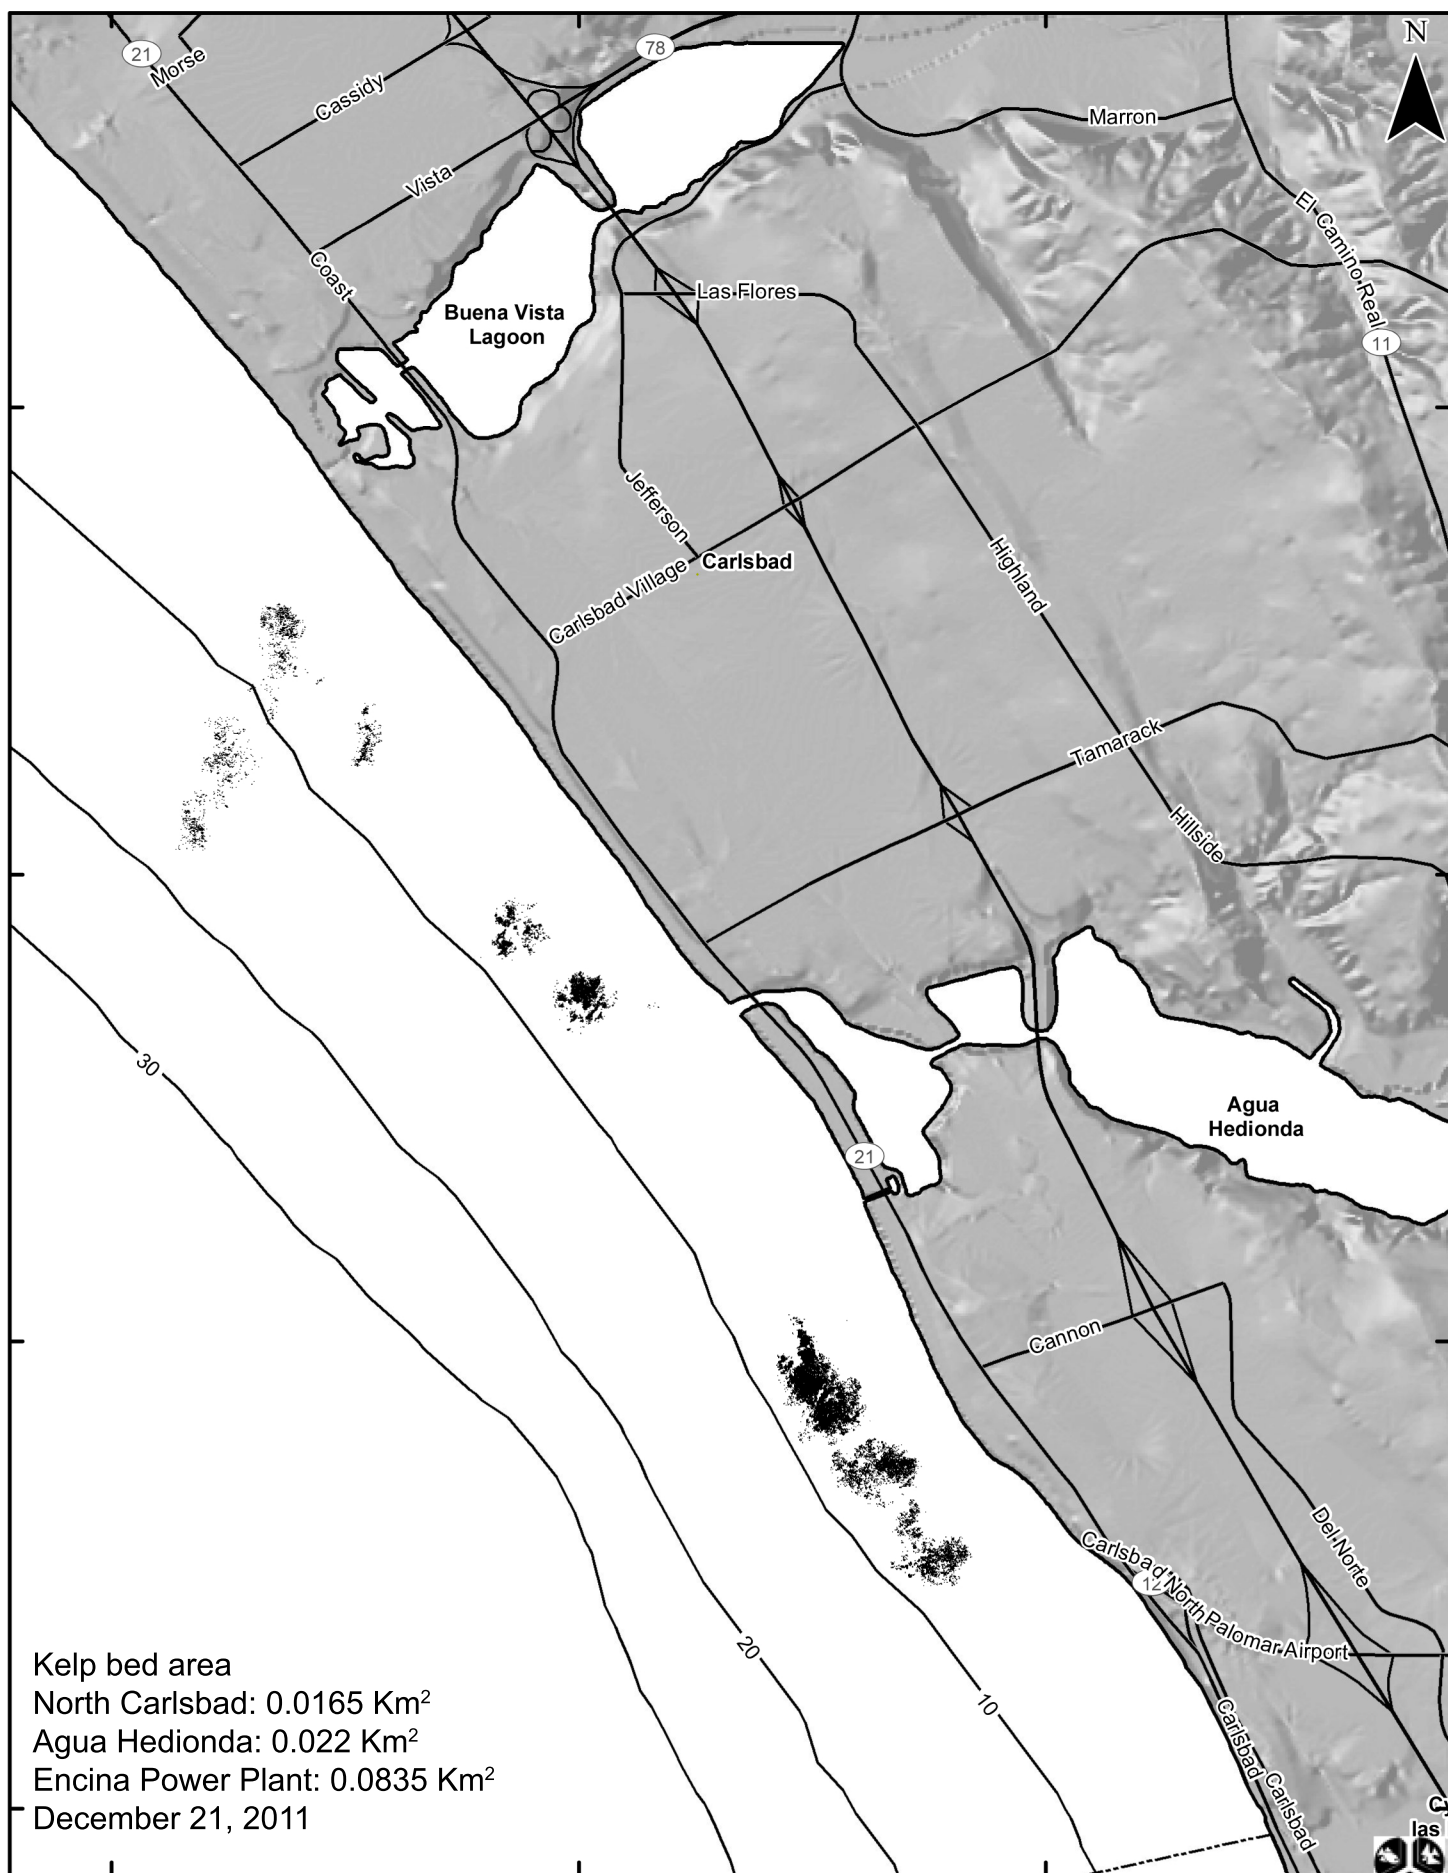 N
21
Morse
78
Cassidy
Marron
Vista
El Camino Real
Coast
Las Flores
Buena Vista
Lagoon
11
Jefferson
Carlsbad
Carlsbad Village
Highland
Tamarack
Hillside
30
Agua
Hedionda
21
Cannon
Del Norte
Carlsbad North
12
Palomar Airport
20
10
Carlsbad
Carlsbad
Kelp bed area
North Carlsbad: 0.0165 Km²
Agua Hedionda: 0.022 Km²
Encina Power Plant: 0.0835 Km²
December 21, 2011
las